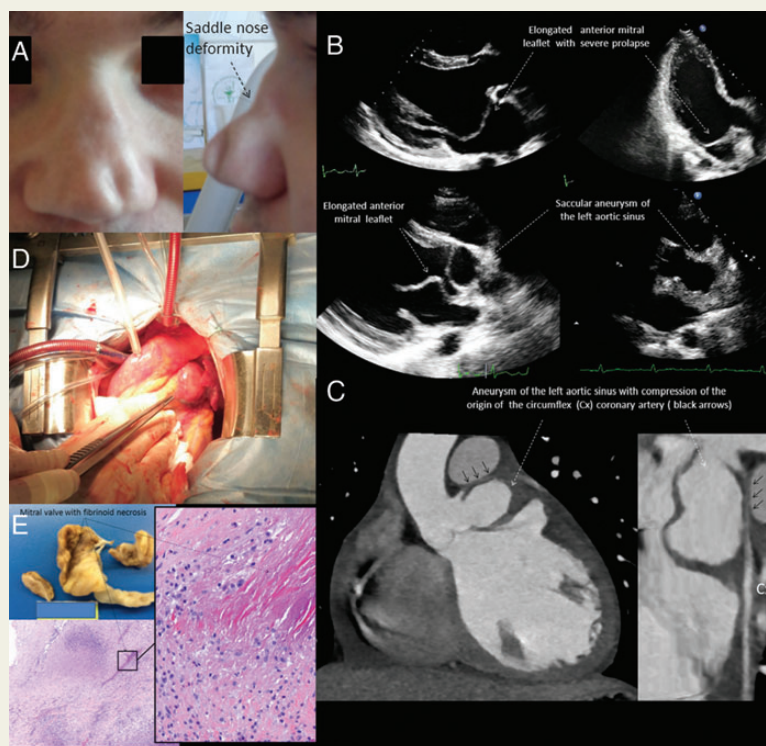 A
Saddle nose
deformity
B
Elongated anterior mitral
leaflet with severe prolapse
Elongated anterior
mitral leaflet
Saccular aneurysm of
the left aortic sinus
D
C
Aneurysm of the left aortic sinus with compression of the
origin of the circumflex (Cx) coronary artery ( black arrows)
E
Mitral valve with fibrinoid necrosis
C